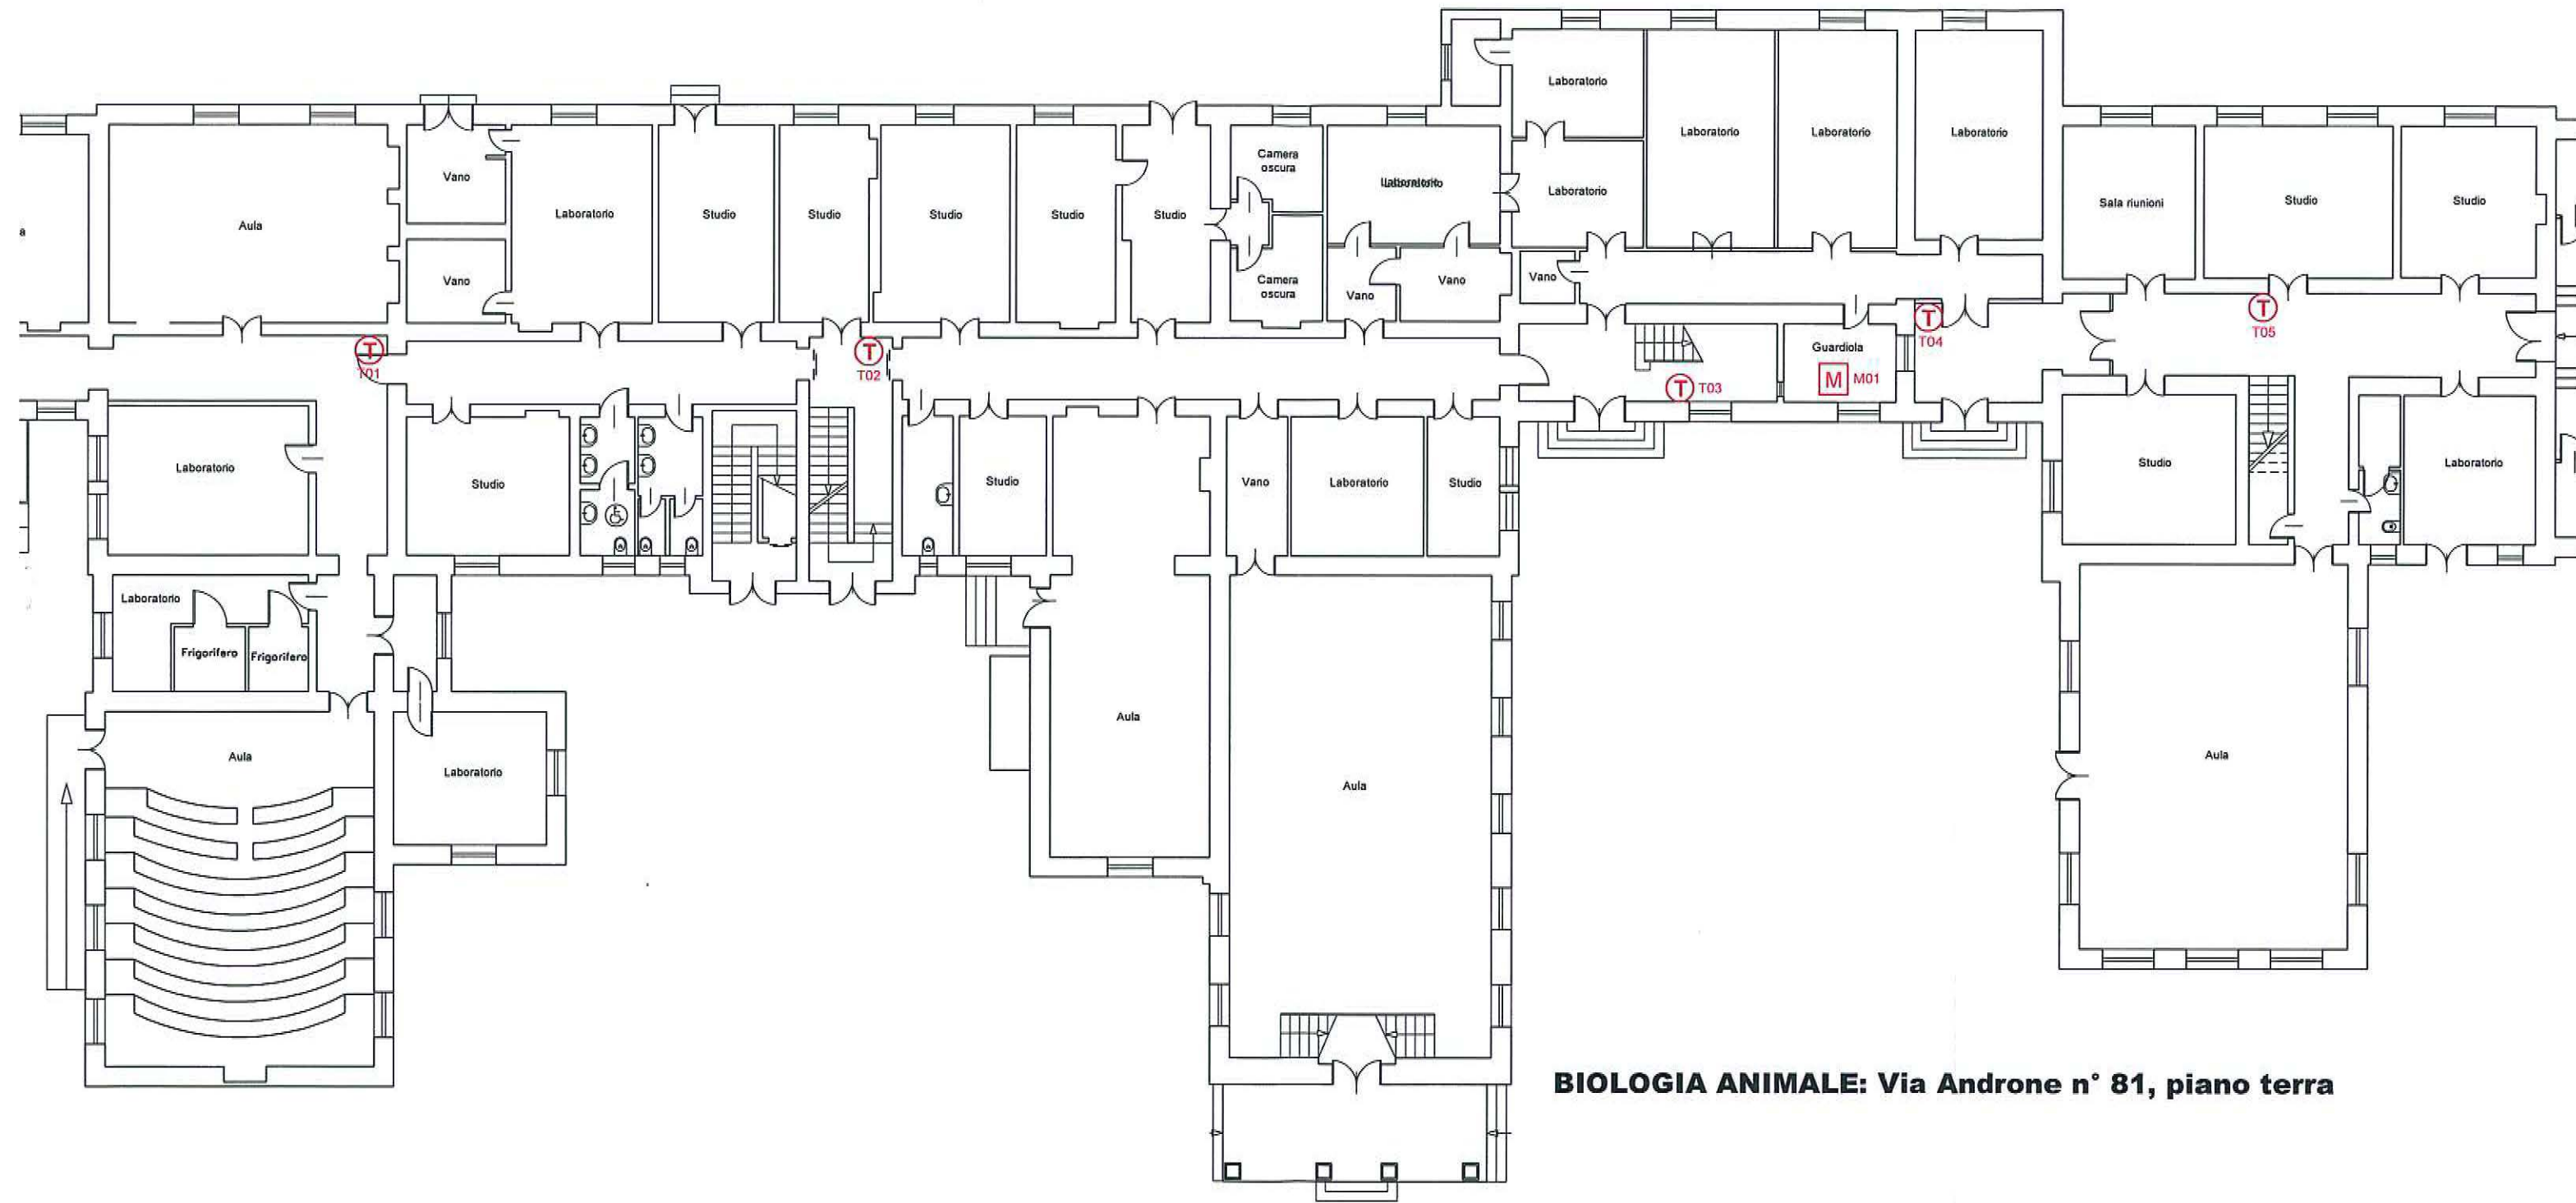 Laboratorio
Laboratorio
Laboratorio
Laboratorio
Camera
oscura
Laboratorio
Laboratorio
Vano
Laboratorio
Sala riunioni
Studio
Studio
Aula
Laboratorio
Studio
Studio
Studio
Studio
Studio
a
Vano
Camera
oscura
Vano
Vano
Vano
T
T05
T
T04
Guardiola
M M01
T
T01
T
T02
T T03
Laboratorio
Studio
Studio
Vano
Laboratorio
Studio
Studio
Laboratorio
Laboratorio
Frigorifero
Frigorifero
Aula
Laboratorio
Aula
Aula
Aula
BIOLOGIA ANIMALE: Via Androne n° 81, piano terra